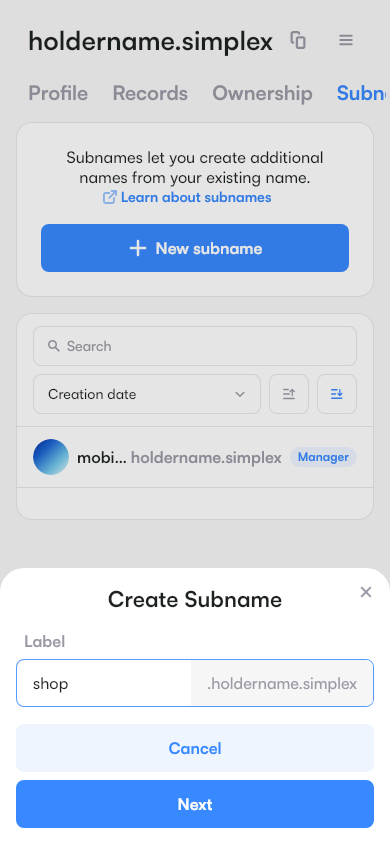 holdername.simplex
Profile Records Ownership Subn
Subnames let you create additional
names from your existing name.
Learn about subnames
New subname
Search
Creation date
mobi... holdername.simplex Manager
Create Subname
Label
shop .holdername.simplex
Cancel
Next